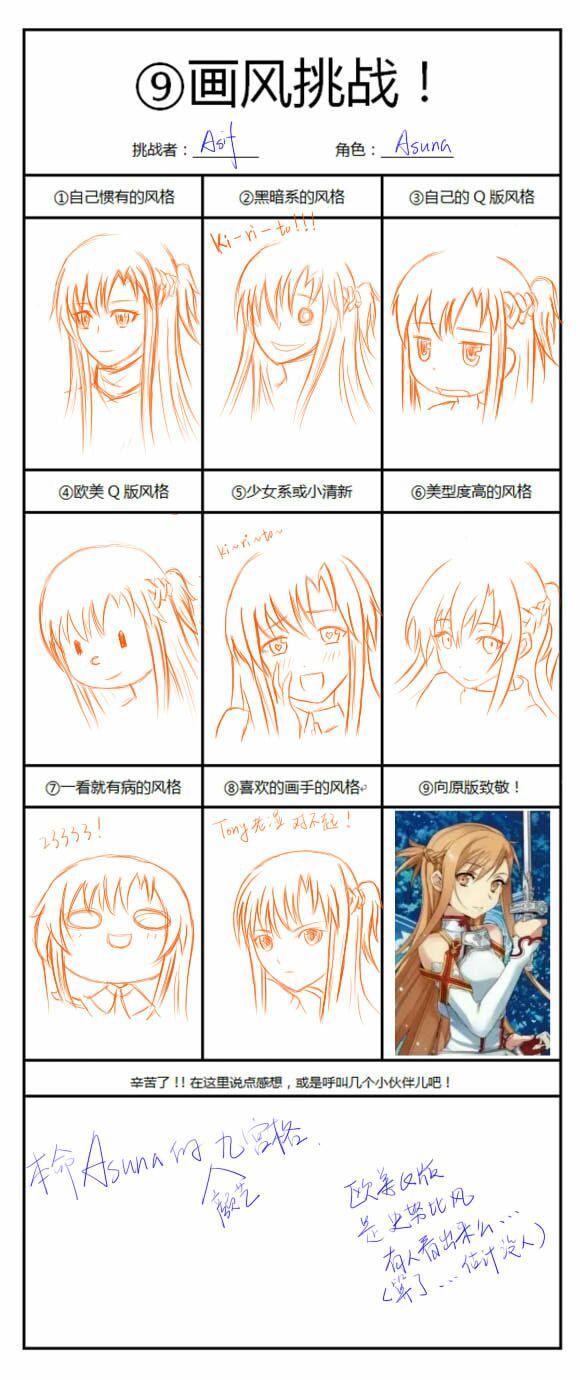 ⑨画风挑战！
挑战者：Asif 角色：Asuna
①自己惯有的风格 ②黑暗系的风格 ③自己的Q版风格
Ki-ri-to!!!
④欧美Q版风格 ⑤少女系或小清新 ⑥美型度高的风格
ki~ri~to~
⑦一看就有病的风格 ⑧喜欢的画手的风格 ⑨向原版致敬！
23333!
Tony老湿 对不起！
辛苦了!!在这里说点感想，或是呼叫几个小伙伴儿吧！
本命Asuna的九宫格.
颜艺
欧美Q版
是史努比风
有人看出来么...
(算了...估计没人)